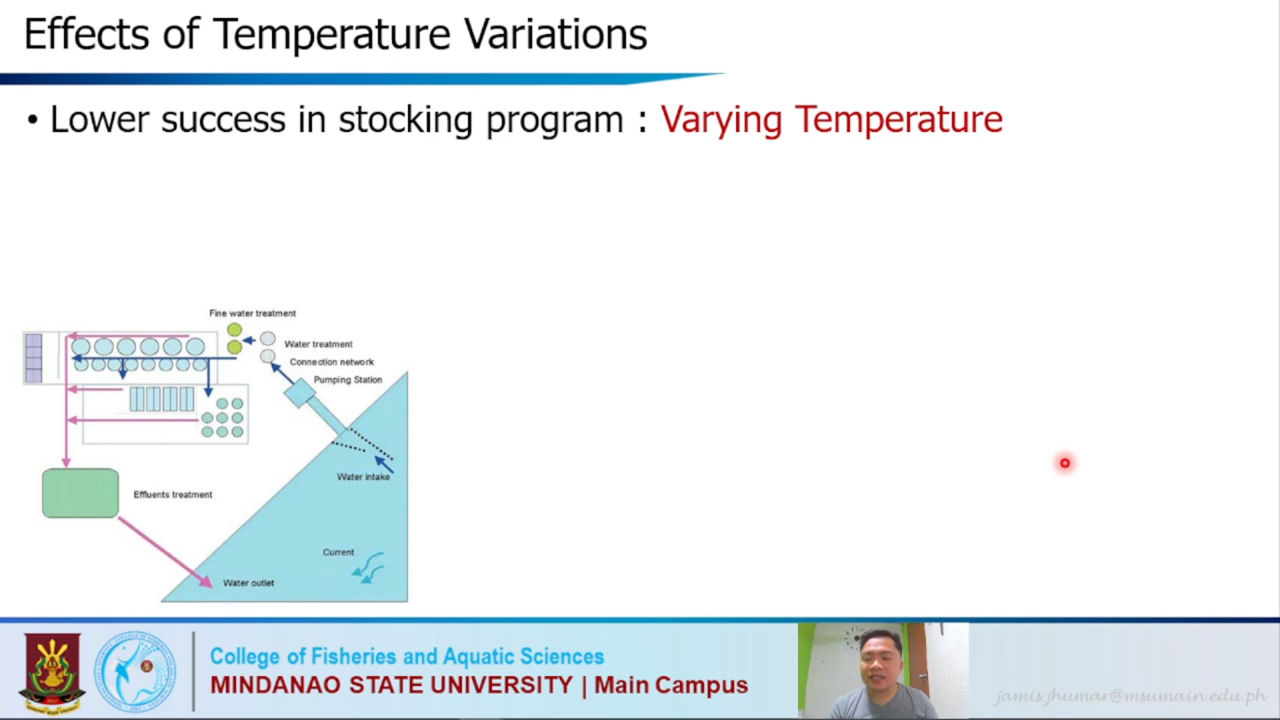 Effects of Temperature Variations
• Lower success in stocking program : Varying Temperature
Fine water treatment
Water treatment
Connection network
Pumping Station
Water intake
Effluents treatment
Current
Water outlet
College of Fisheries and Aquatic Sciences
MINDANAO STATE UNIVERSITY | Main Campus
jamis.jhumar@msumain.edu.ph